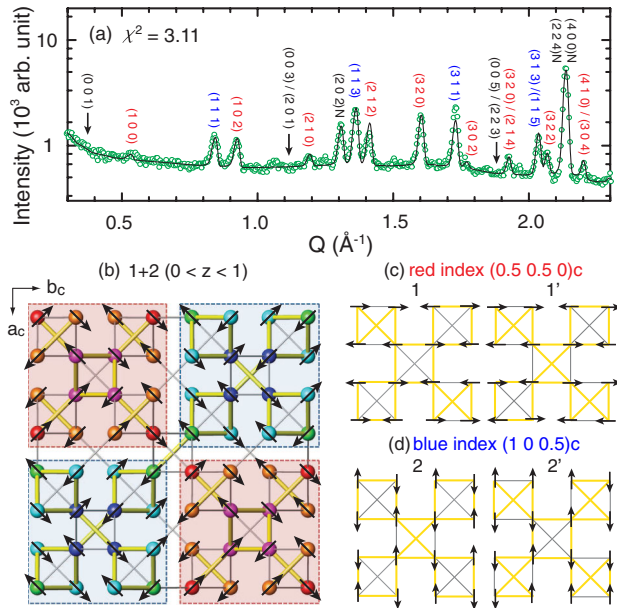 (a) χ² = 3.11
Intensity (10³ arb. unit)
10
1
(0 0 1)
(1 0 0)
(1 1 1)
(1 0 2)
(0 0 3) / (2 0 1)
(2 1 0)
(2 0 2)N
(1 1 3)
(2 1 2)
(3 2 0)
(3 1 1)
(3 0 2)
(0 0 5) / (2 2 3)
(3 2 0) / (2 1 4)
(3 1 3) / (1 1 5)
(3 2 2)
(2 2 4)N
(4 0 0)N
(4 1 0) / (3 0 4)
0.5 1.0 1.5 2.0
Q (Å⁻¹)
(b) 1+2 (0 < z < 1)
b_c
a_c
(c) red index (0.5 0.5 0)c
1 1'
(d) blue index (1 0 0.5)c
2 2'